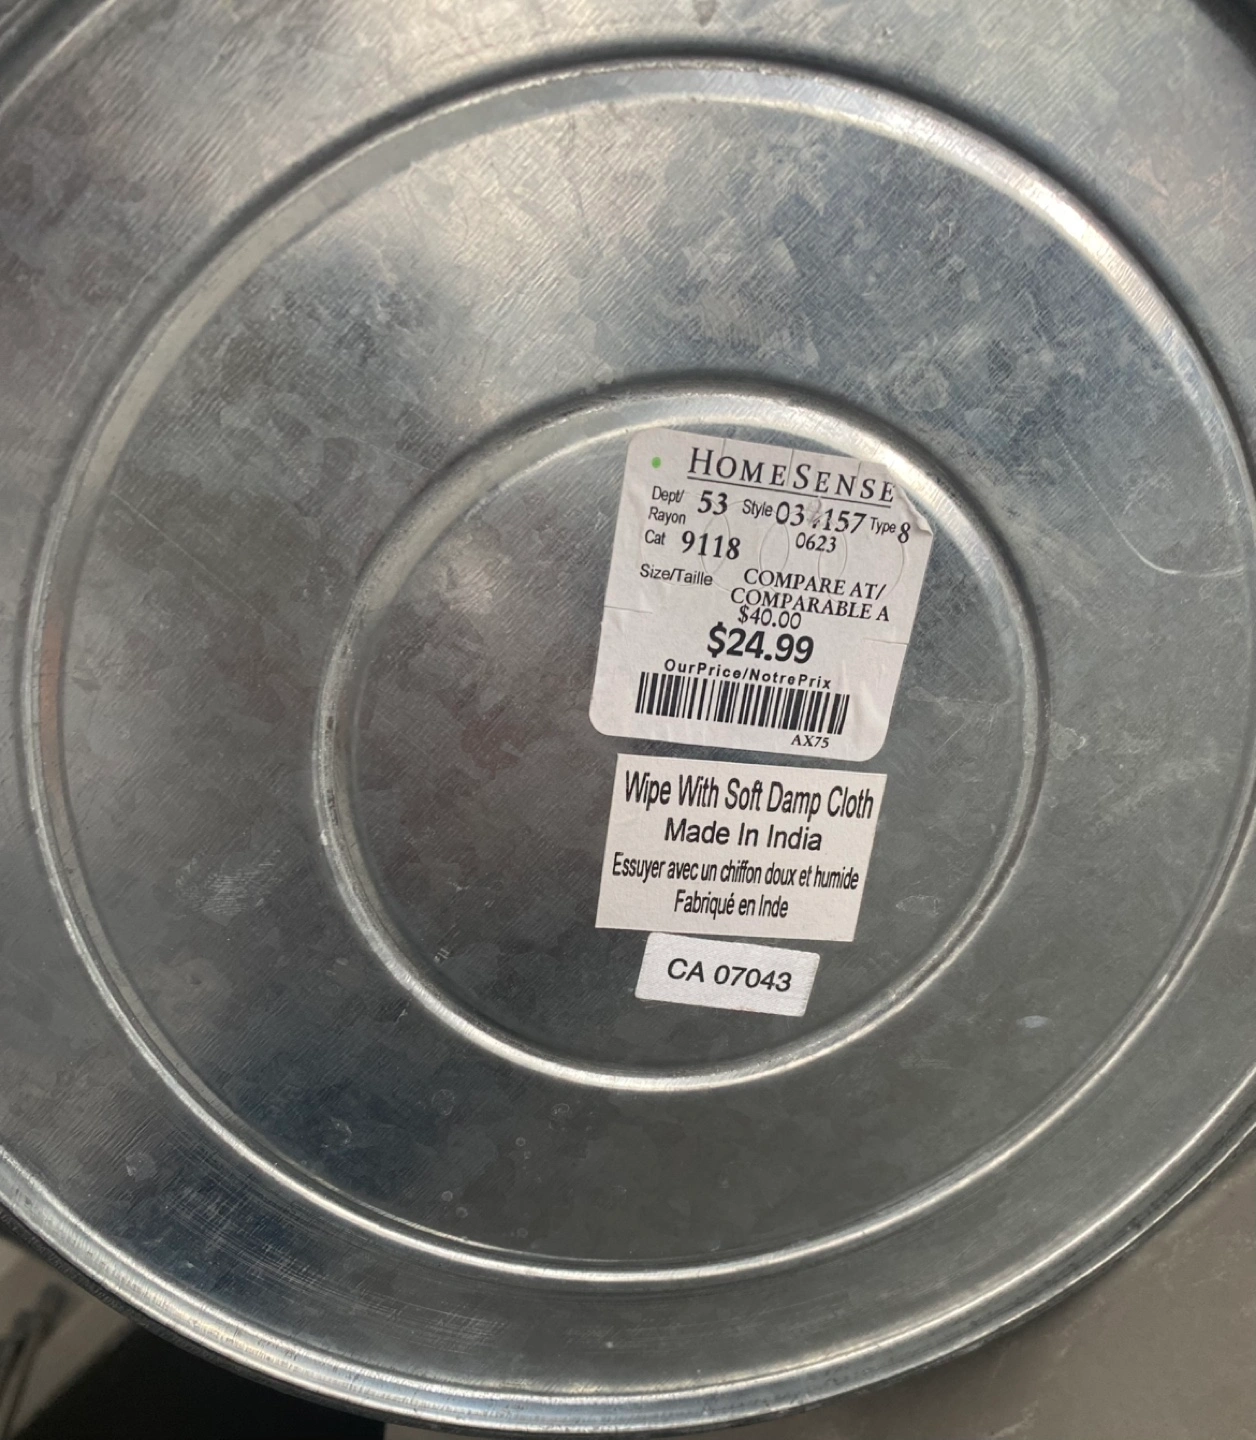 HOMESENSE
Dept/ Rayon 53 Style 03 157 Type 8
Cat 9118 0623
Size/Taille COMPARE AT/
COMPARABLE A
$40.00
$24.99
OurPrice/NotrePrix
AX75
Wipe With Soft Damp Cloth
Made In India
Essuyer avec un chiffon doux et humide
Fabriqué en Inde
CA 07043